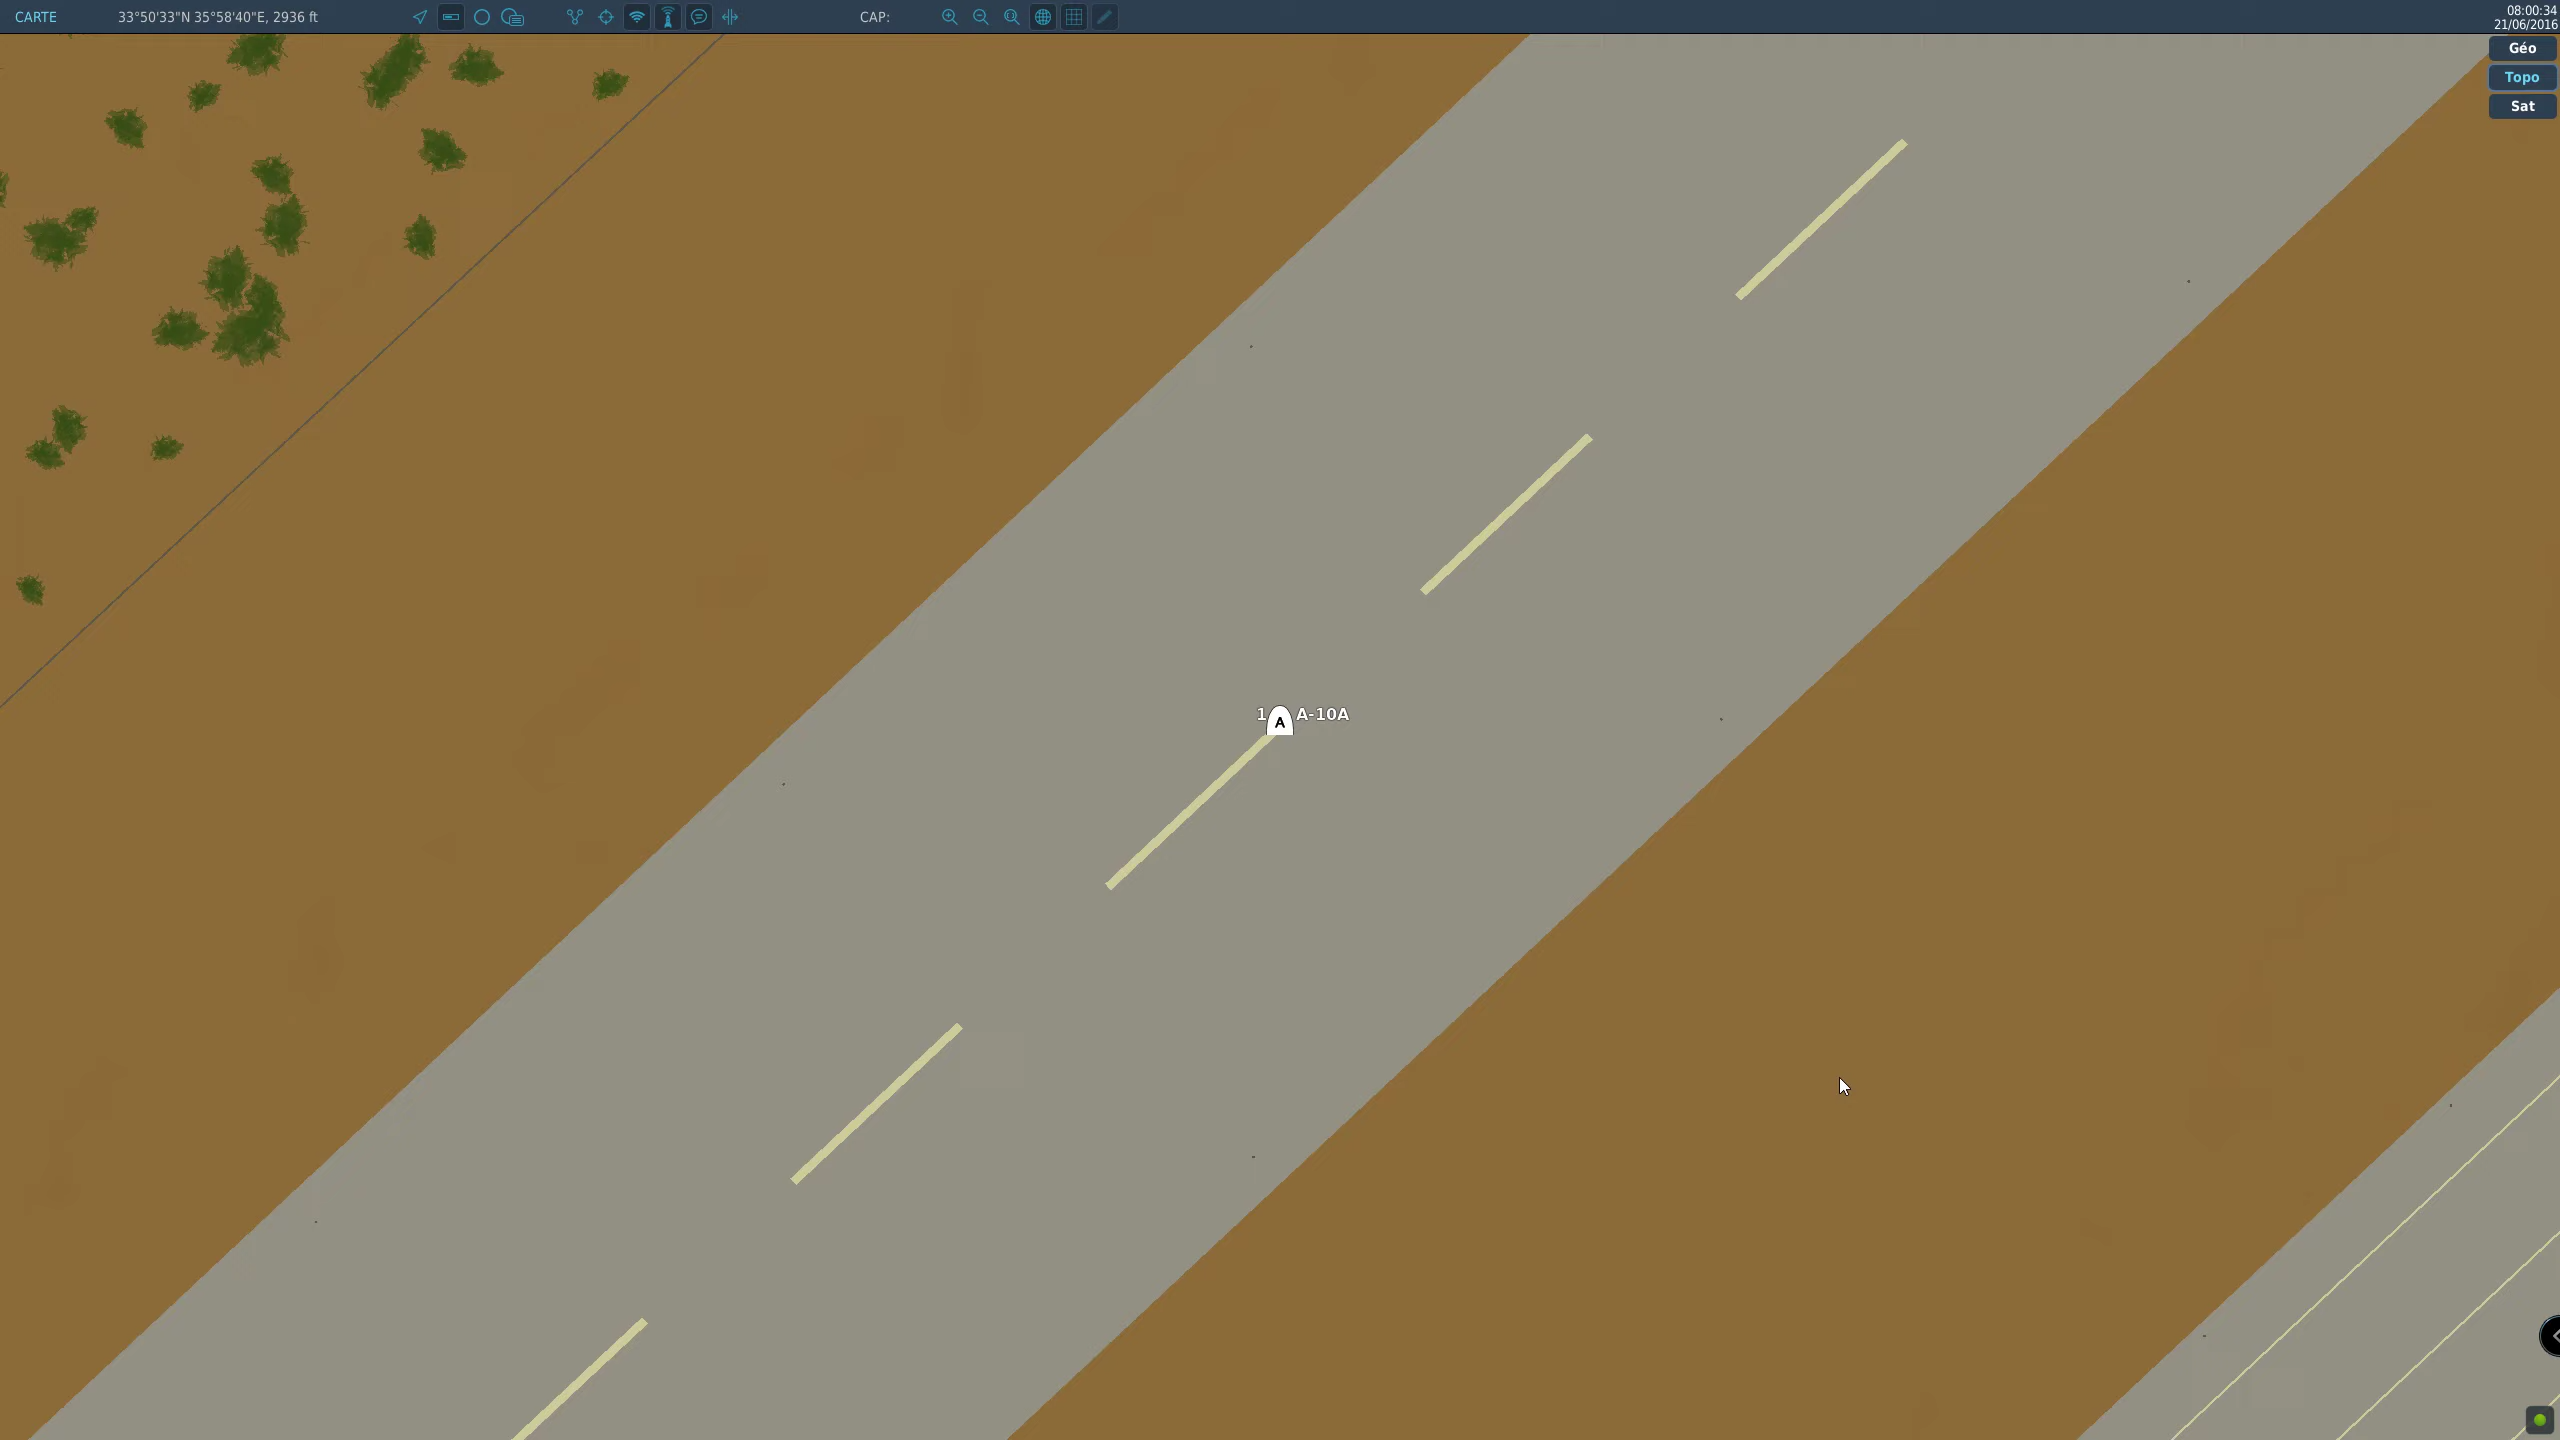 CARTE 33°50'33"N 35°58'40"E, 2936 ft CAP: 08:00:34
21/06/2016
Géo
Topo
Sat
1 A A-10A